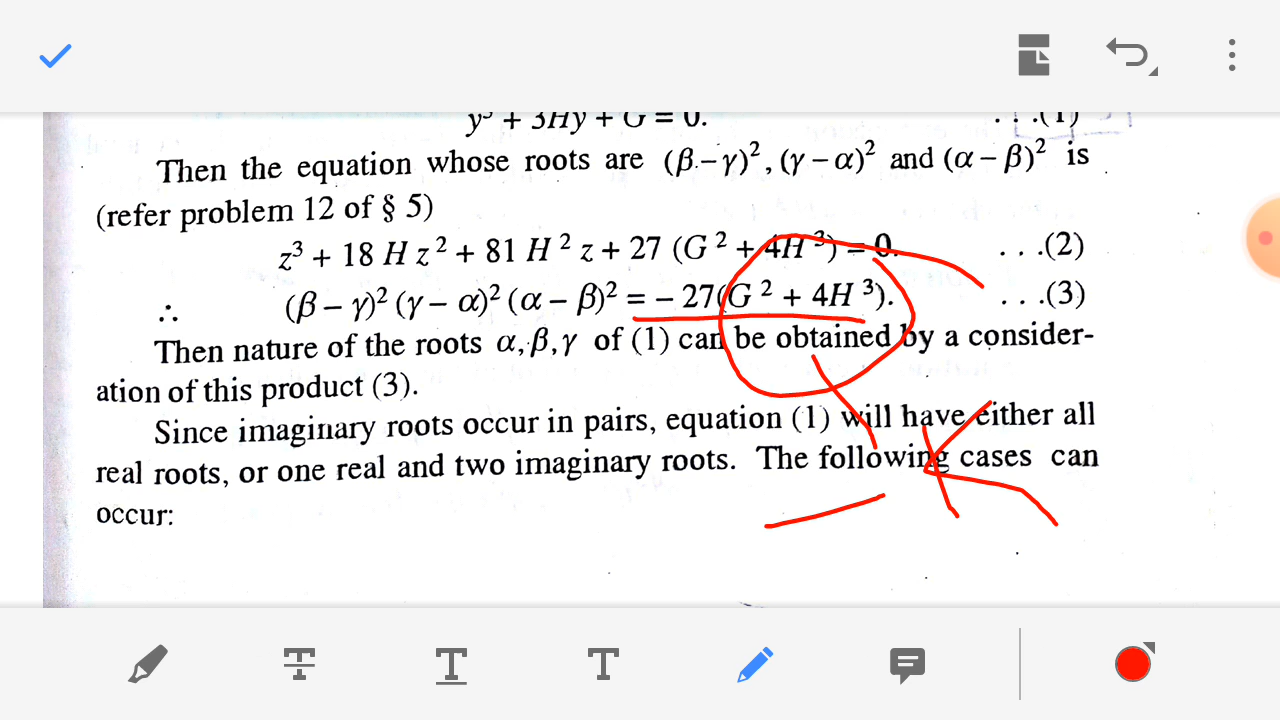 y³ + 3Hy + G = 0. . . .(1)
Then the equation whose roots are (β – γ)², (γ – α)² and (α – β)² is
(refer problem 12 of § 5)
z³ + 18 H z² + 81 H² z + 27 (G² + 4H³) = 0. . . .(2)
∴ (β – γ)² (γ – α)² (α – β)² = – 27(G² + 4H³). . . .(3)
Then nature of the roots α, β, γ of (1) can be obtained by a consider-
ation of this product (3).
Since imaginary roots occur in pairs, equation (1) will have either all
real roots, or one real and two imaginary roots. The following cases can
occur:
– K
T
T
T